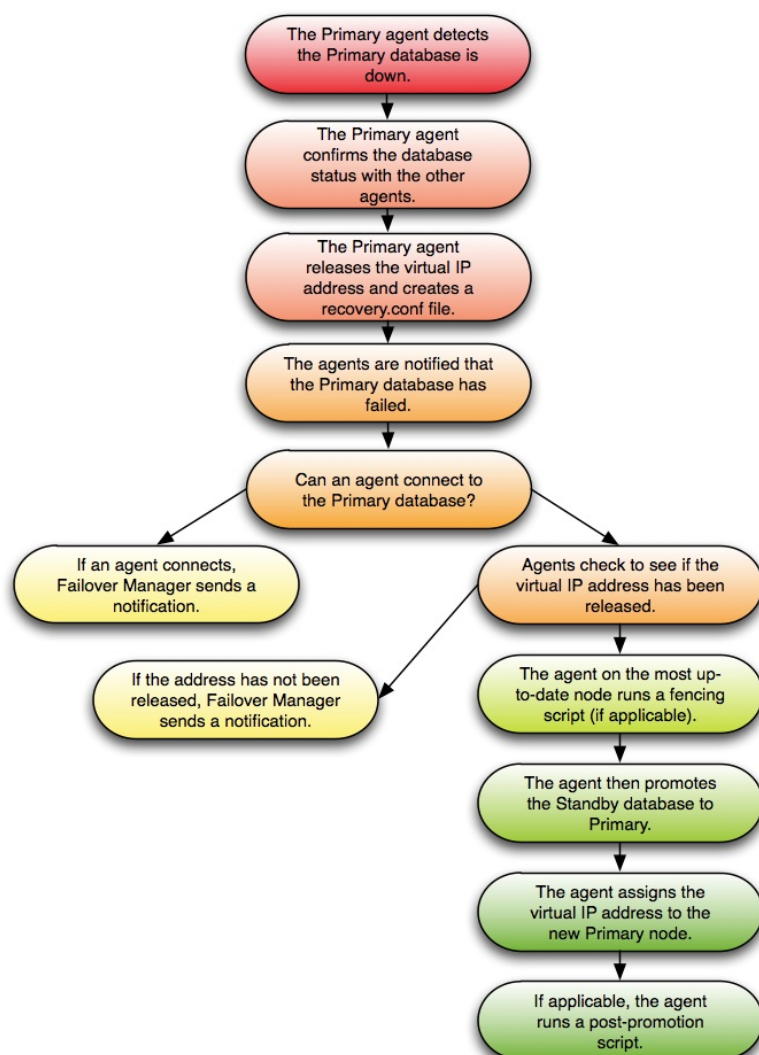 The Primary agent detects
the Primary database is
down.
The Primary agent
confirms the database
status with the other
agents.
The Primary agent
releases the virtual IP
address and creates a
recovery.conf file.
The agents are notified that
the Primary database has
failed.
Can an agent connect to
the Primary database?
If an agent connects,
Failover Manager sends a
notification.
Agents check to see if the
virtual IP address has been
released.
If the address has not been
released, Failover Manager
sends a notification.
The agent on the most up-
to-date node runs a fencing
script (if applicable).
The agent then promotes
the Standby database to
Primary.
The agent assigns the
virtual IP address to the
new Primary node.
If applicable, the agent
runs a post-promotion
script.